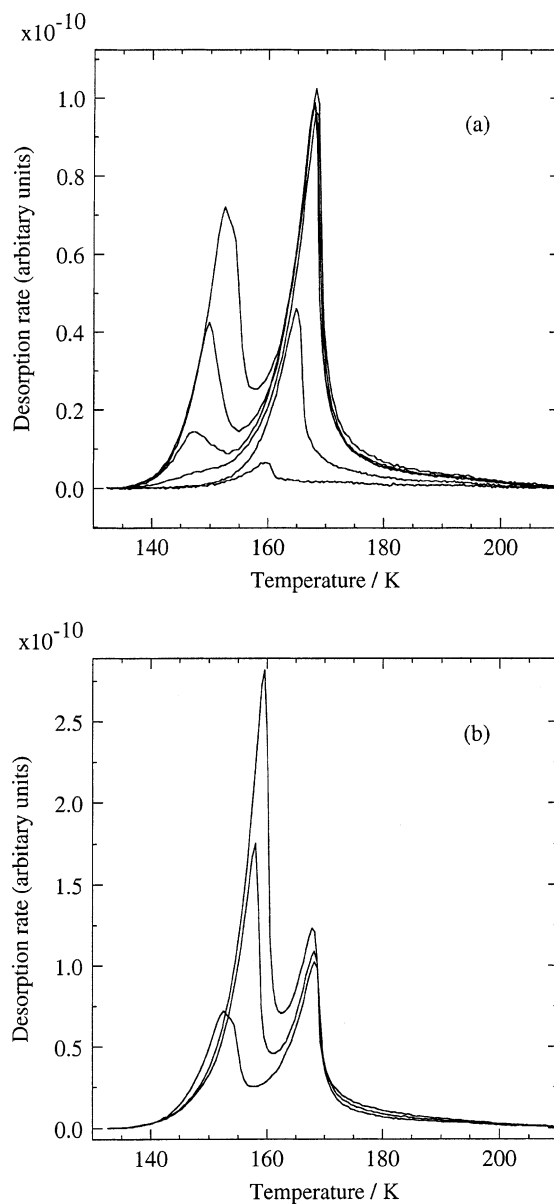 x10-10
(a)
1.0
0.8
0.6
0.4
0.2
0.0
Desorption rate (arbitary units)
140 160 180 200
Temperature / K
x10-10
(b)
2.5
2.0
1.5
1.0
0.5
0.0
Desorption rate (arbitary units)
140 160 180 200
Temperature / K